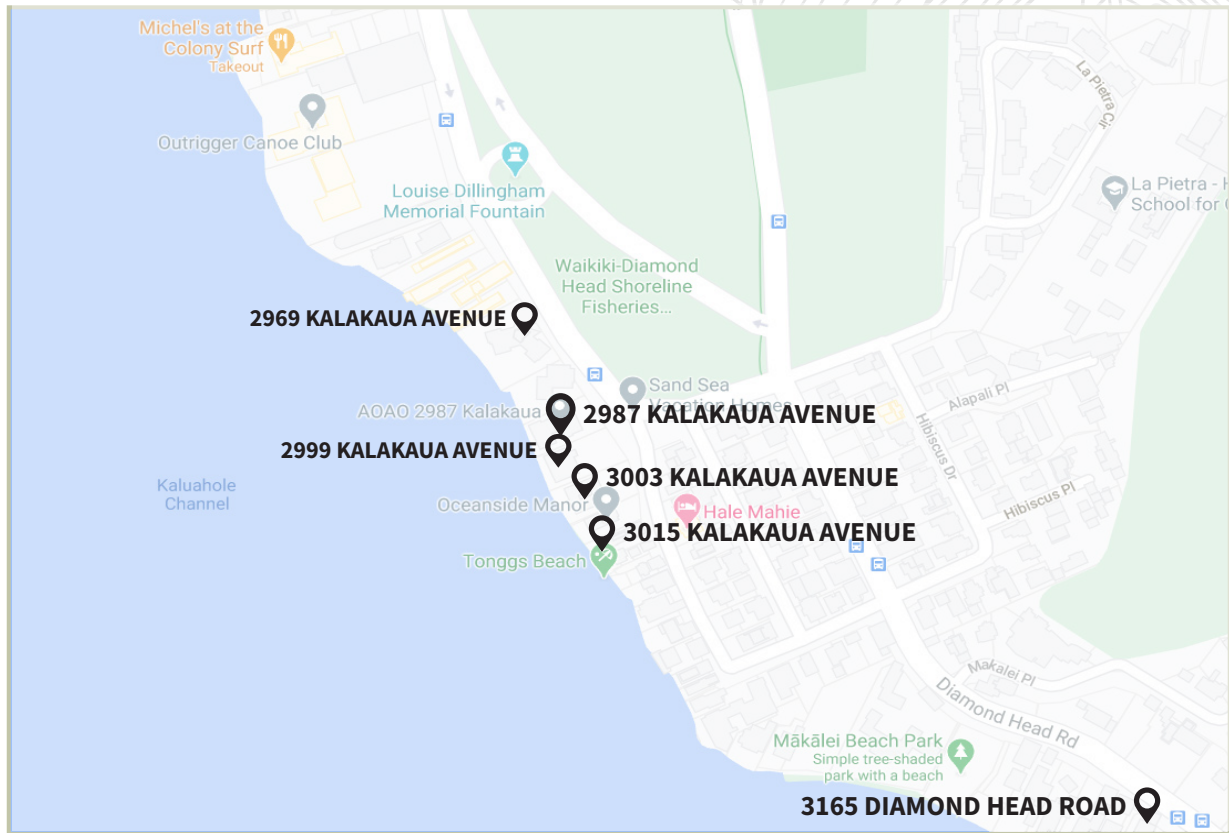 Michel's at the
Colony Surf
Takeout
La Pietra Cir
Outrigger Canoe Club
Louise Dillingham
Memorial Fountain
La Pietra - H
School for
Waikiki-Diamond
Head Shoreline
Fisheries...
2969 KALAKAUA AVENUE
Sand Sea
Vacation Homes
Alapali Pl
AOAO 2987 Kalakaua
2987 KALAKAUA AVENUE
Hibiscus Dr
2999 KALAKAUA AVENUE
3003 KALAKAUA AVENUE
Kaluahole
Channel
Hibiscus Pl
Oceanside Manor
Hale Mahie
3015 KALAKAUA AVENUE
Tonggs Beach
Makalei Pl
Diamond Head Rd
Mākālei Beach Park
Simple tree-shaded
park with a beach
3165 DIAMOND HEAD ROAD